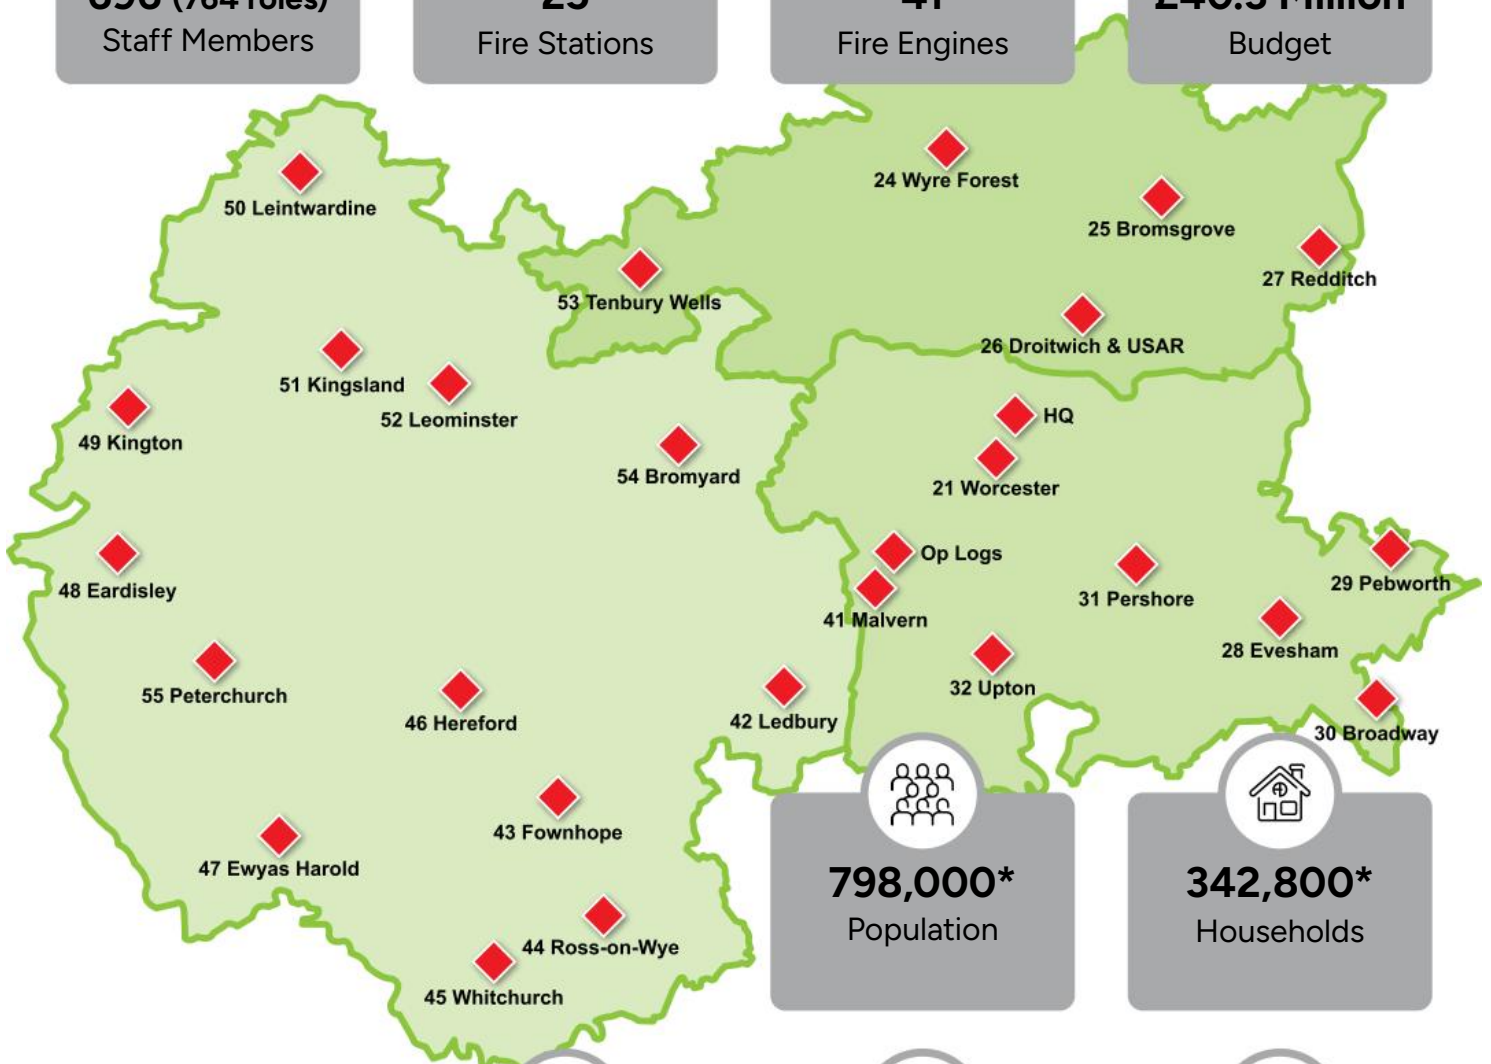 Staff Members
Fire Stations
Fire Engines
Budget
24 Wyre Forest
50 Leintwardine
25 Bromsgrove
27 Redditch
53 Tenbury Wells
26 Droitwich & USAR
51 Kingsland
52 Leominster
HQ
49 Kington
54 Bromyard
21 Worcester
Op Logs
48 Eardisley
29 Pebworth
31 Pershore
41 Malvern
28 Evesham
55 Peterchurch
32 Upton
46 Hereford
42 Ledbury
30 Broadway
43 Fownhope
47 Ewyas Harold
798,000*
Population
342,800*
Households
44 Ross-on-Wye
45 Whitchurch